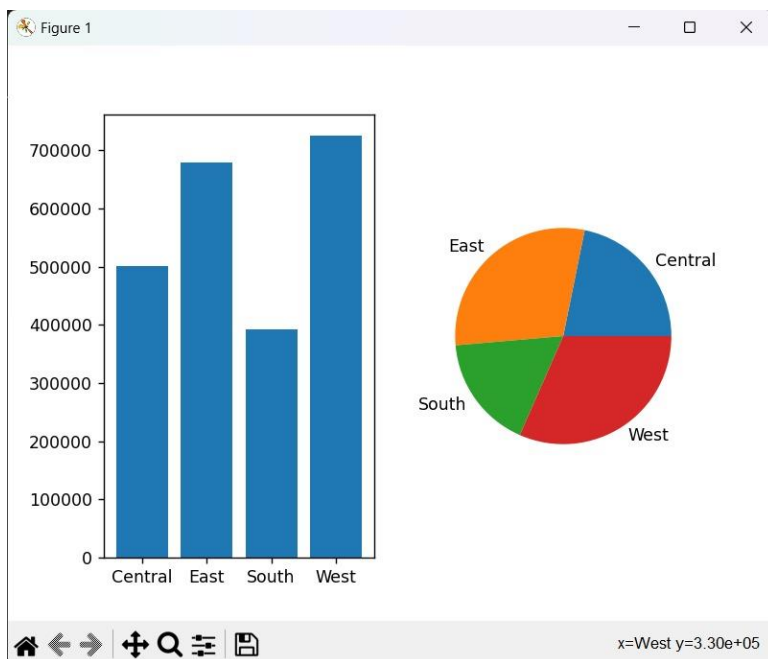 Figure 1
700000
600000
500000
400000
300000
200000
100000
0
Central East South West
East
Central
South
West
x=West y=3.30e+05